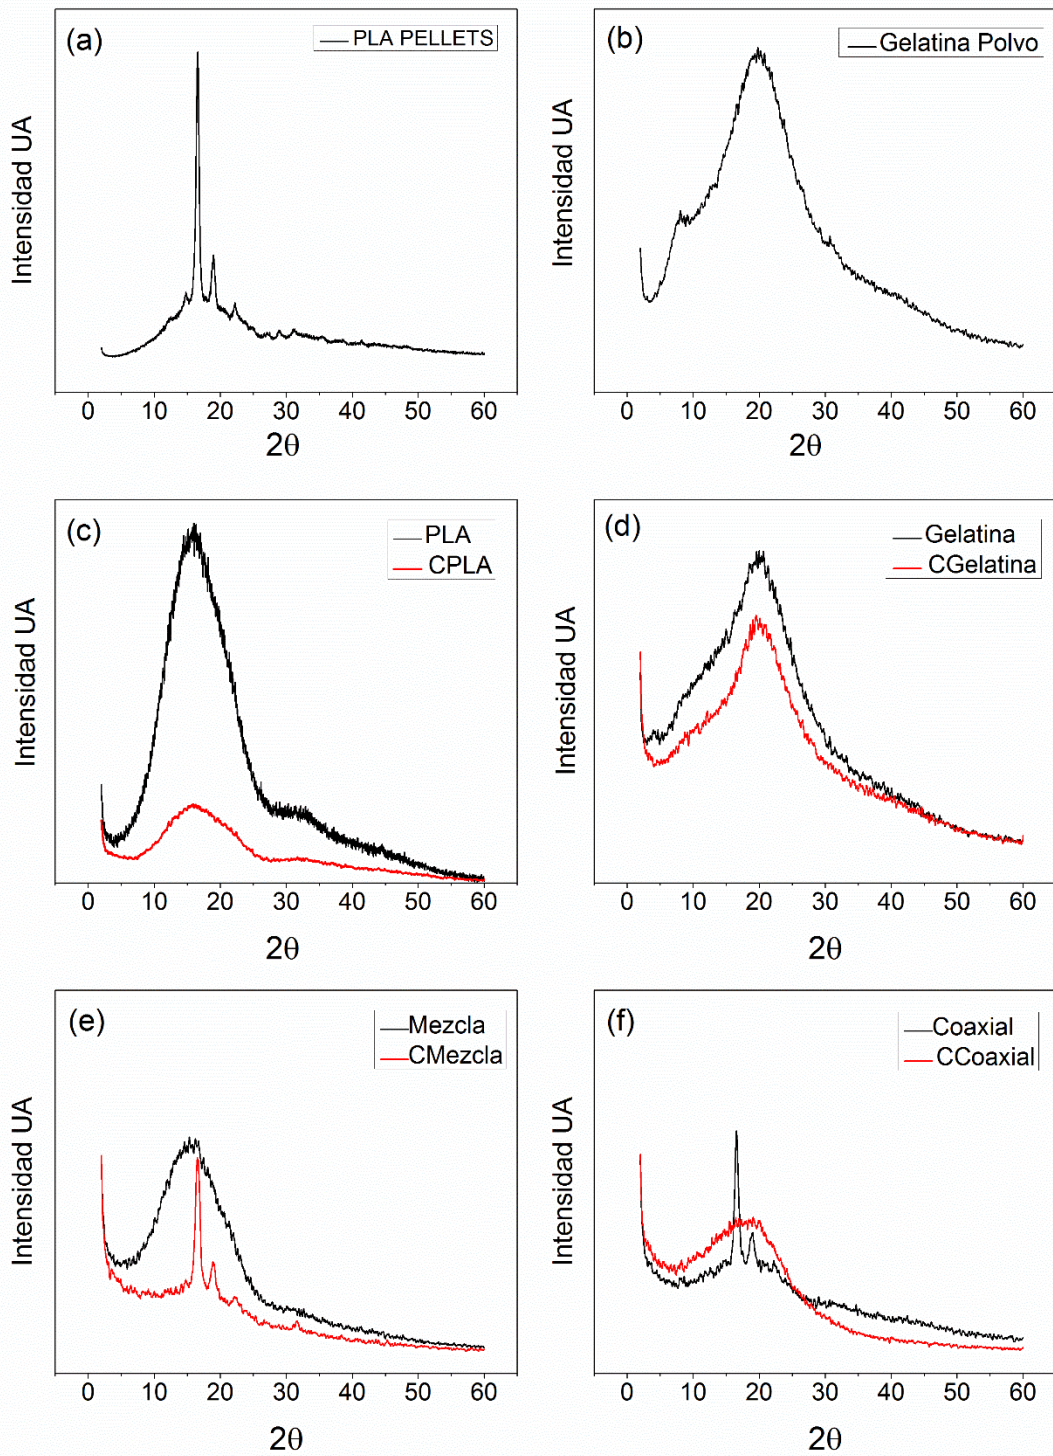 (a)
PLA PELLETS
Intensidad UA
0 10 20 30 40 50 60
2θ
(b)
Gelatina Polvo
Intensidad UA
0 10 20 30 40 50 60
2θ
(c)
PLA
CPLA
Intensidad UA
0 10 20 30 40 50 60
2θ
(d)
Gelatina
CGelatina
Intensidad UA
0 10 20 30 40 50 60
2θ
(e)
Mezcla
CMezcla
Intensidad UA
0 10 20 30 40 50 60
2θ
(f)
Coaxial
CCoaxial
Intensidad UA
0 10 20 30 40 50 60
2θ